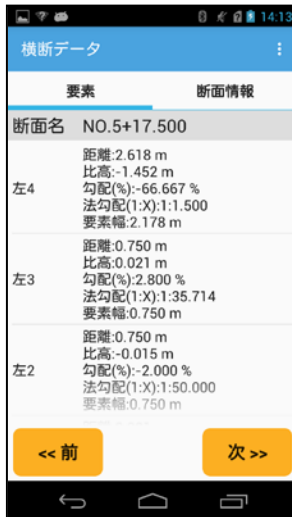 14:13
横断データ
要素 断面情報
断面名 NO.5+17.500
左4
距離:2.618 m
比高:-1.452 m
勾配(%):-66.667 %
法勾配(1:X):1:1.500
要素幅:2.178 m
左3
距離:0.750 m
比高:0.021 m
勾配(%):2.800 %
法勾配(1:X):1:35.714
要素幅:0.750 m
左2
距離:0.750 m
比高:-0.015 m
勾配(%):-2.000 %
法勾配(1:X):1:50.000
要素幅:0.750 m
<< 前 次 >>